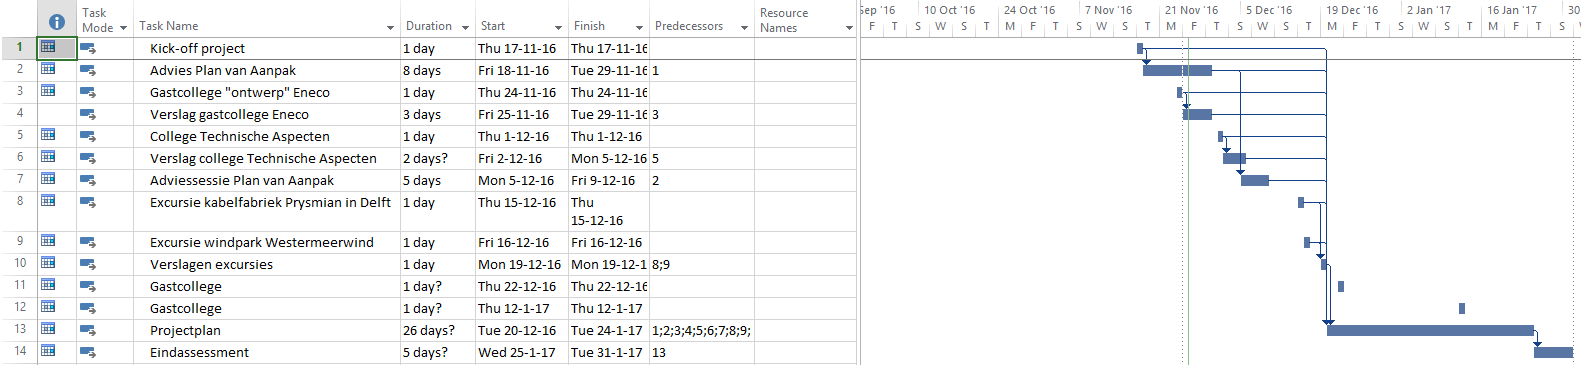 Task Mode Task Name Duration Start Finish Predecessors Resource Names
Sep '16 10 Oct '16 24 Oct '16 7 Nov '16 21 Nov '16 5 Dec '16 19 Dec '16 2 Jan '17 16 Jan '17 30
F T S W S T M F T S W S T M F T S W S T M F T S W S
1 Kick-off project 1 day Thu 17-11-16 Thu 17-11-16
2 Advies Plan van Aanpak 8 days Fri 18-11-16 Tue 29-11-16 1
3 Gastcollege "ontwerp" Eneco 1 day Thu 24-11-16 Thu 24-11-16
4 Verslag gastcollege Eneco 3 days Fri 25-11-16 Tue 29-11-16 3
5 College Technische Aspecten 1 day Thu 1-12-16 Thu 1-12-16
6 Verslag college Technische Aspecten 2 days? Fri 2-12-16 Mon 5-12-16 5
7 Adviessessie Plan van Aanpak 5 days Mon 5-12-16 Fri 9-12-16 2
8 Excursie kabelfabriek Prysmian in Delft 1 day Thu 15-12-16 Thu
15-12-16
9 Excursie windpark Westermeerwind 1 day Fri 16-12-16 Fri 16-12-16
10 Verslagen excursies 1 day Mon 19-12-16 Mon 19-12-1 8;9
11 Gastcollege 1 day? Thu 22-12-16 Thu 22-12-16
12 Gastcollege 1 day? Thu 12-1-17 Thu 12-1-17
13 Projectplan 26 days? Tue 20-12-16 Tue 24-1-17 1;2;3;4;5;6;7;8;9;
14 Eindassessment 5 days? Wed 25-1-17 Tue 31-1-17 13